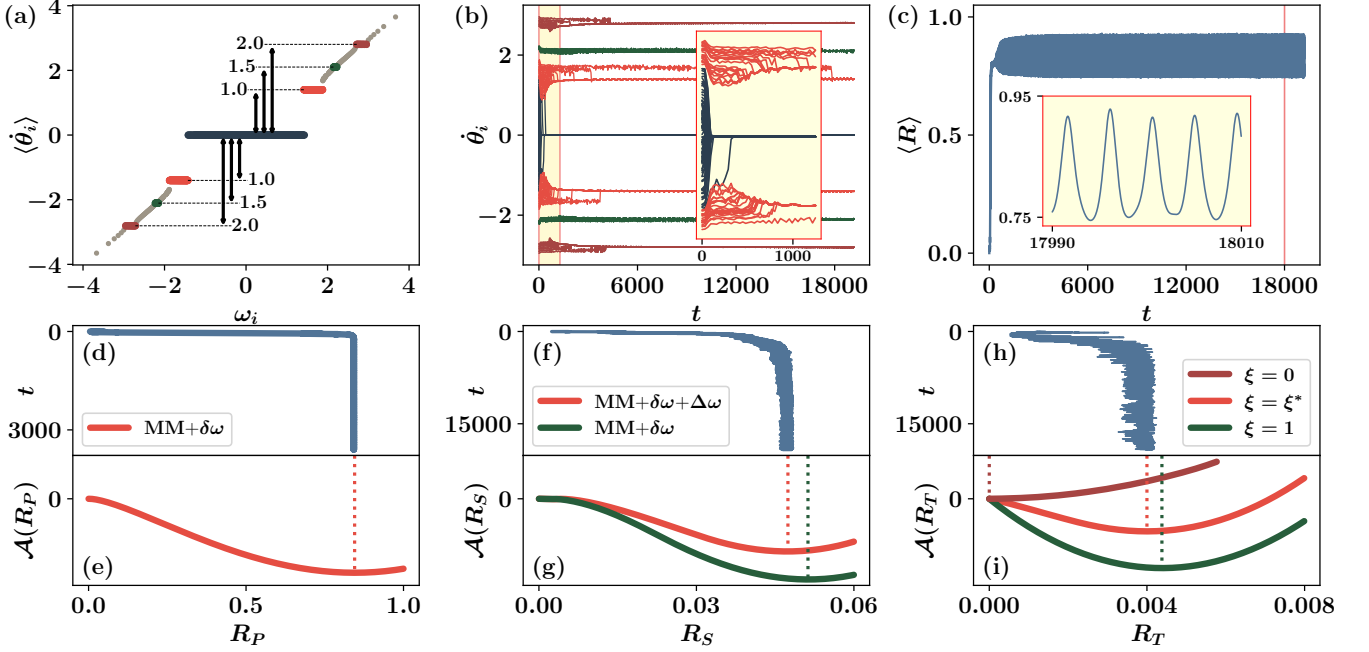 (a)
4
2
0
−2
−4
⟨θ̇ᵢ⟩
2.0
1.5
1.0
1.0
1.5
2.0
−4
−2
0
2
4
ωᵢ
(b)
2
0
−2
θ̇ᵢ
0
1000
0
6000
12000
18000
t
(c)
1.0
0.5
0.0
⟨R⟩
0.95
0.75
17990
18010
0
6000
12000
18000
t
(d)
0
3000
t
MM+δω
(e)
0
𝒜(R_P)
0.0
0.5
1.0
R_P
(f)
0
15000
t
MM+δω+Δω
MM+δω
(g)
0
𝒜(R_S)
0.00
0.03
0.06
R_S
(h)
0
15000
t
ξ = 0
ξ = ξ*
ξ = 1
(i)
0
𝒜(R_T)
0.000
0.004
0.008
R_T